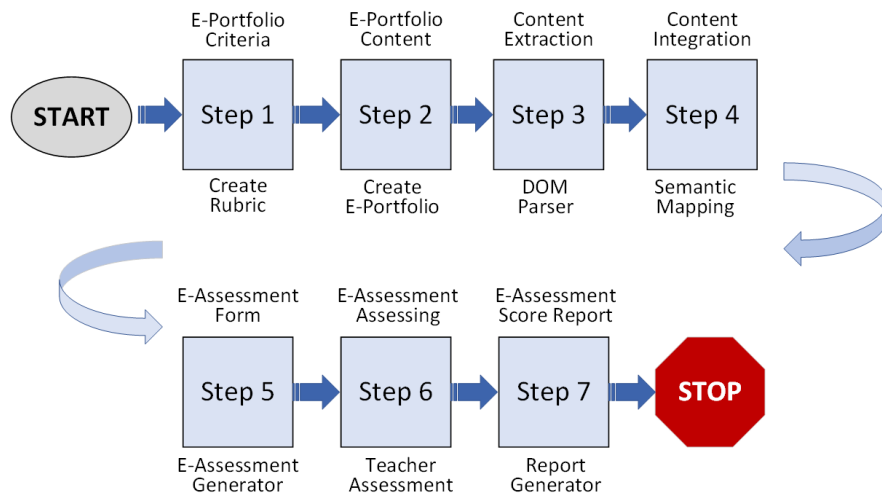 E-Portfolio
Criteria
E-Portfolio
Content
Content
Extraction
Content
Integration
START
Step 1
Step 2
Step 3
Step 4
Create
Rubric
Create
E-Portfolio
DOM
Parser
Semantic
Mapping
E-Assessment
Form
E-Assessment
Assessing
E-Assessment
Score Report
Step 5
Step 6
Step 7
STOP
E-Assessment
Generator
Teacher
Assessment
Report
Generator